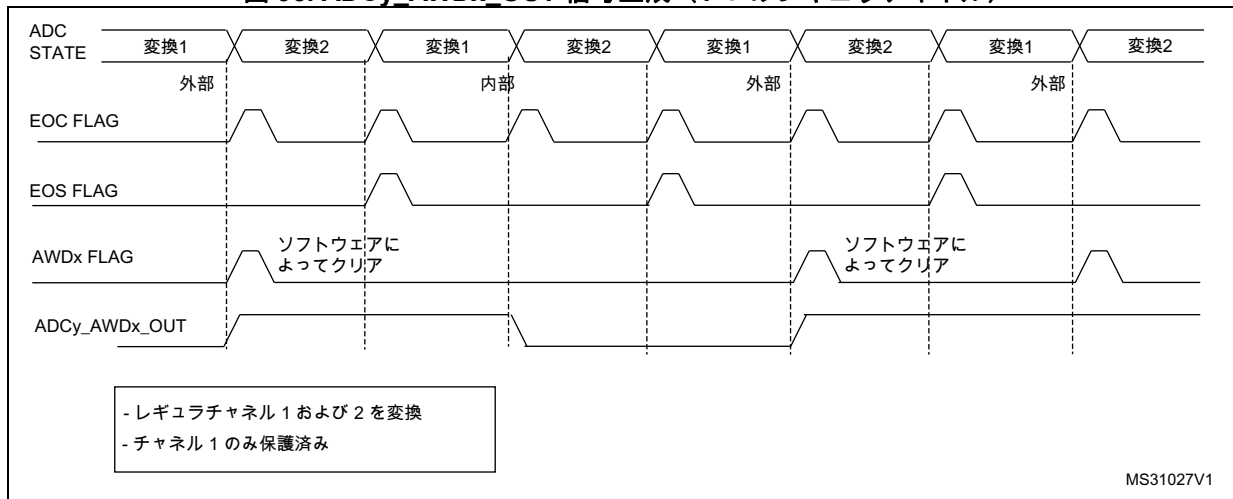 ADC
STATE
変換1 変換2 変換1 変換2 変換1 変換2 変換1 変換2
外部 内部 外部 外部
EOC FLAG
EOS FLAG
AWDx FLAG
ソフトウェアに
よってクリア
ソフトウェアに
よってクリア
ADCy_AWDx_OUT
- レギュラチャネル 1 および 2 を変換
- チャネル 1 のみ保護済み
MS31027V1